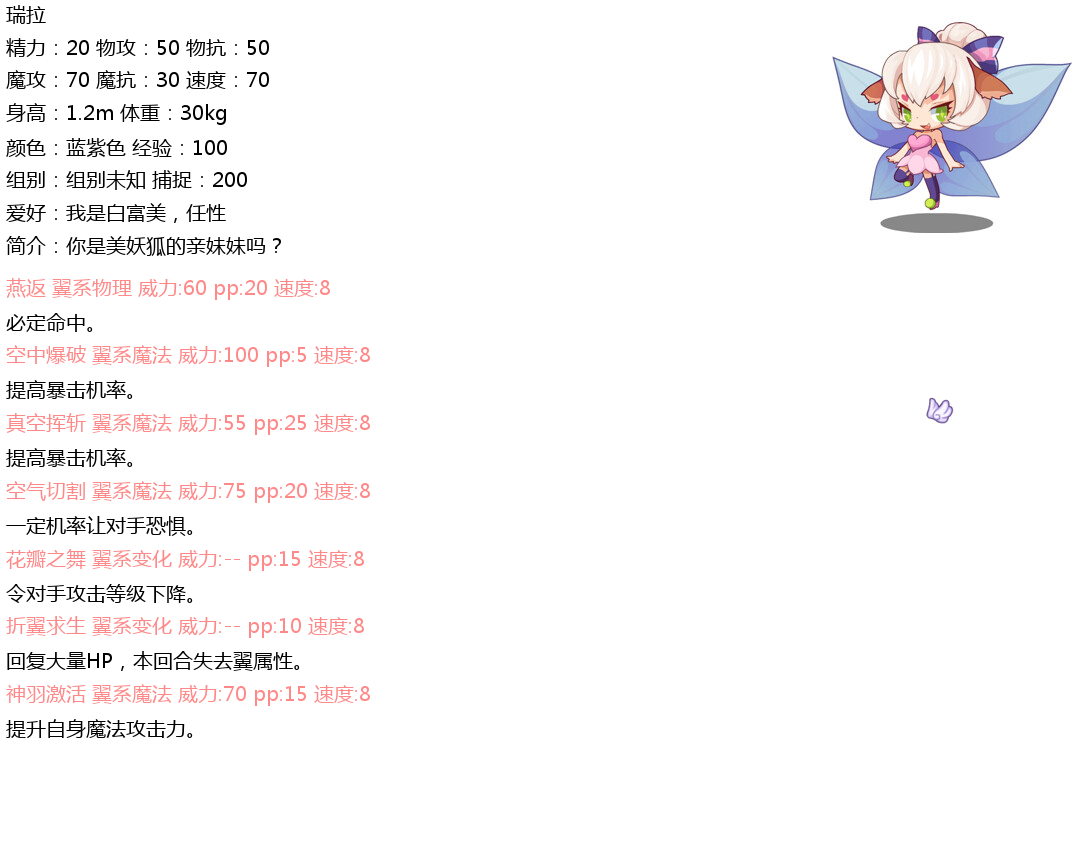 瑞拉
精力：20 物攻：50 物抗：50
魔攻：70 魔抗：30 速度：70
身高：1.2m 体重：30kg
颜色：蓝紫色 经验：100
组别：组别未知 捕捉：200
爱好：我是白富美，任性
简介：你是美妖狐的亲妹妹吗？
燕返 翼系物理 威力:60 pp:20 速度:8
必定命中。
空中爆破 翼系魔法 威力:100 pp:5 速度:8
提高暴击机率。
真空挥斩 翼系魔法 威力:55 pp:25 速度:8
提高暴击机率。
空气切割 翼系魔法 威力:75 pp:20 速度:8
一定机率让对手恐惧。
花瓣之舞 翼系变化 威力:-- pp:15 速度:8
令对手攻击等级下降。
折翼求生 翼系变化 威力:-- pp:10 速度:8
回复大量HP，本回合失去翼属性。
神羽激活 翼系魔法 威力:70 pp:15 速度:8
提升自身魔法攻击力。